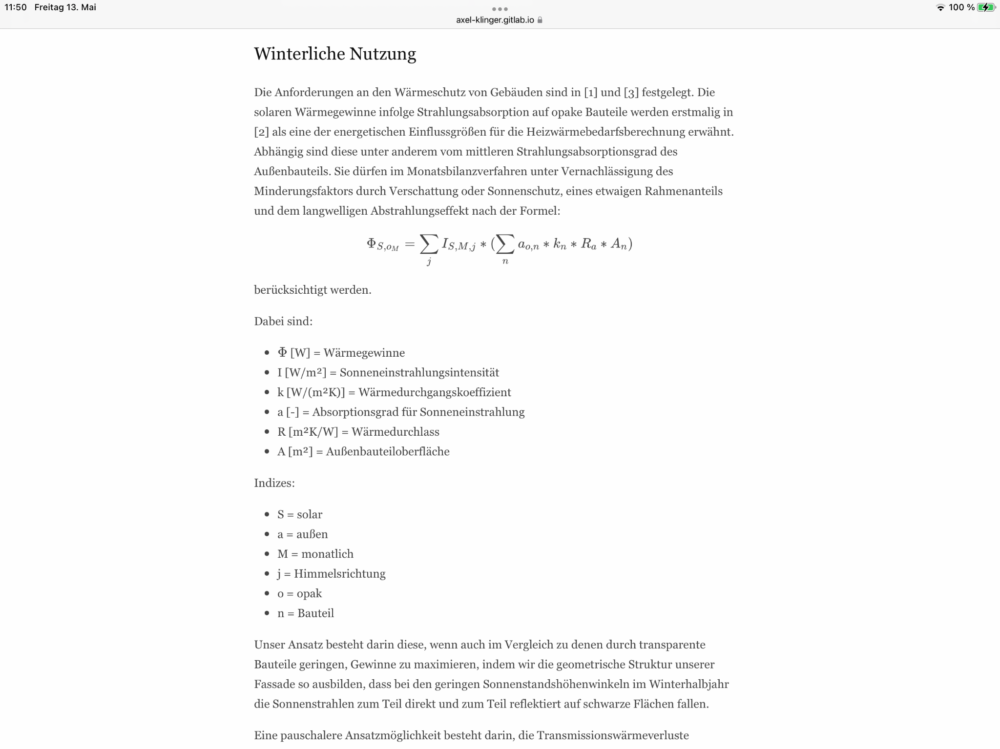 11:50 Freitag 13. Mai
100 %
axel-klinger.gitlab.io
Winterliche Nutzung
Die Anforderungen an den Wärmeschutz von Gebäuden sind in [1] und [3] festgelegt. Die
solaren Wärmegewinne infolge Strahlungsabsorption auf opake Bauteile werden erstmalig in
[2] als eine der energetischen Einflussgrößen für die Heizwärmebedarfsberechnung erwähnt.
Abhängig sind diese unter anderem vom mittleren Strahlungsabsorptionsgrad des
Außenbauteils. Sie dürfen im Monatsbilanzverfahren unter Vernachlässigung des
Minderungsfaktors durch Verschattung oder Sonnenschutz, eines etwaigen Rahmenanteils
und dem langwelligen Abstrahlungseffekt nach der Formel:
Φ_{S,o_M} = ∑_j I_{S,M,j} * (∑_n a_{o,n} * k_n * R_a * A_n)
berücksichtigt werden.
Dabei sind:
• Φ [W] = Wärmegewinne
• I [W/m²] = Sonneneinstrahlungsintensität
• k [W/(m²K)] = Wärmedurchgangskoeffizient
• a [-] = Absorptionsgrad für Sonneneinstrahlung
• R [m²K/W] = Wärmedurchlass
• A [m²] = Außenbauteiloberfläche
Indizes:
• S = solar
• a = außen
• M = monatlich
• j = Himmelsrichtung
• o = opak
• n = Bauteil
Unser Ansatz besteht darin diese, wenn auch im Vergleich zu denen durch transparente
Bauteile geringen, Gewinne zu maximieren, indem wir die geometrische Struktur unserer
Fassade so ausbilden, dass bei den geringen Sonnenstandshöhenwinkeln im Winterhalbjahr
die Sonnenstrahlen zum Teil direkt und zum Teil reflektiert auf schwarze Flächen fallen.
Eine pauschalere Ansatzmöglichkeit besteht darin, die Transmissionswärmeverluste